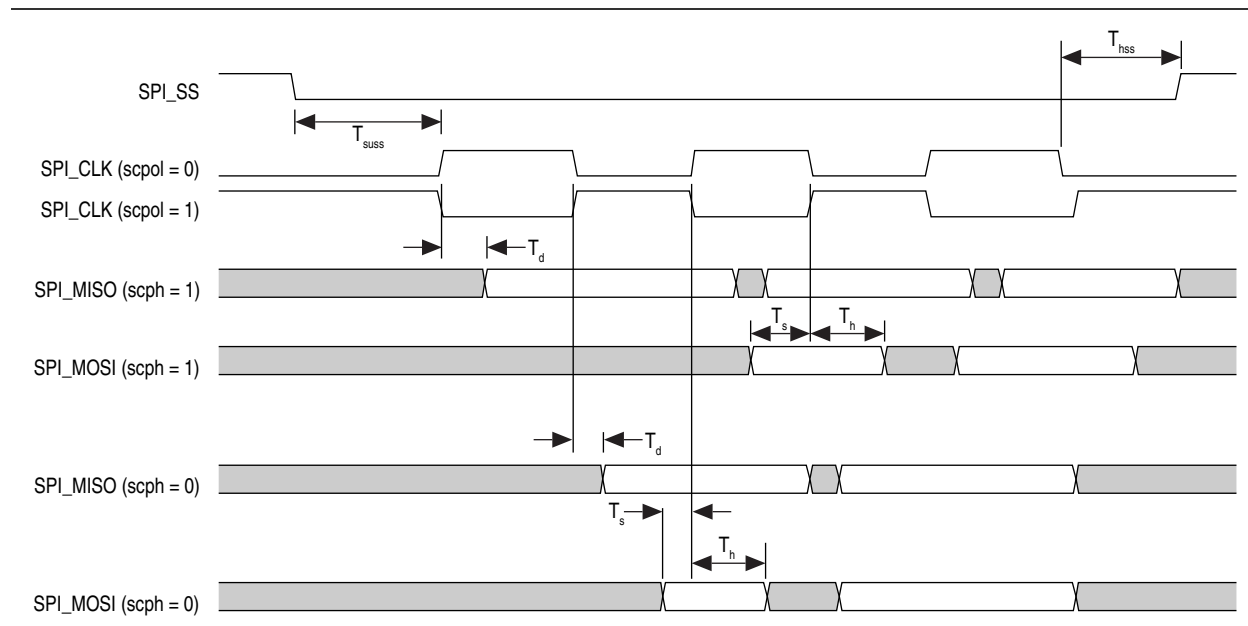 T_hss
SPI_SS
T_suss
SPI_CLK (scpol = 0)
SPI_CLK (scpol = 1)
T_d
SPI_MISO (scph = 1)
T_s T_h
SPI_MOSI (scph = 1)
T_d
SPI_MISO (scph = 0)
T_s
T_h
SPI_MOSI (scph = 0)